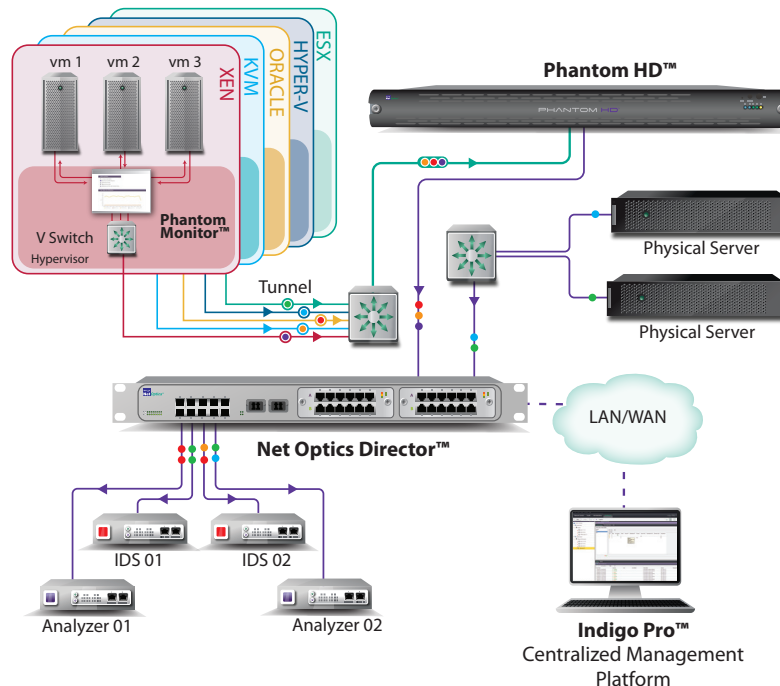 vm 1
vm 2
vm 3
XEN
KVM
ORACLE
HYPER-V
ESX
Phantom HD™
PHANTOM HD
Phantom
Monitor™
V Switch
Hypervisor
Tunnel
Physical Server
Physical Server
Net Optics Director™
LAN/WAN
IDS 01
IDS 02
Analyzer 01
Analyzer 02
Indigo Pro™
Centralized Management
Platform